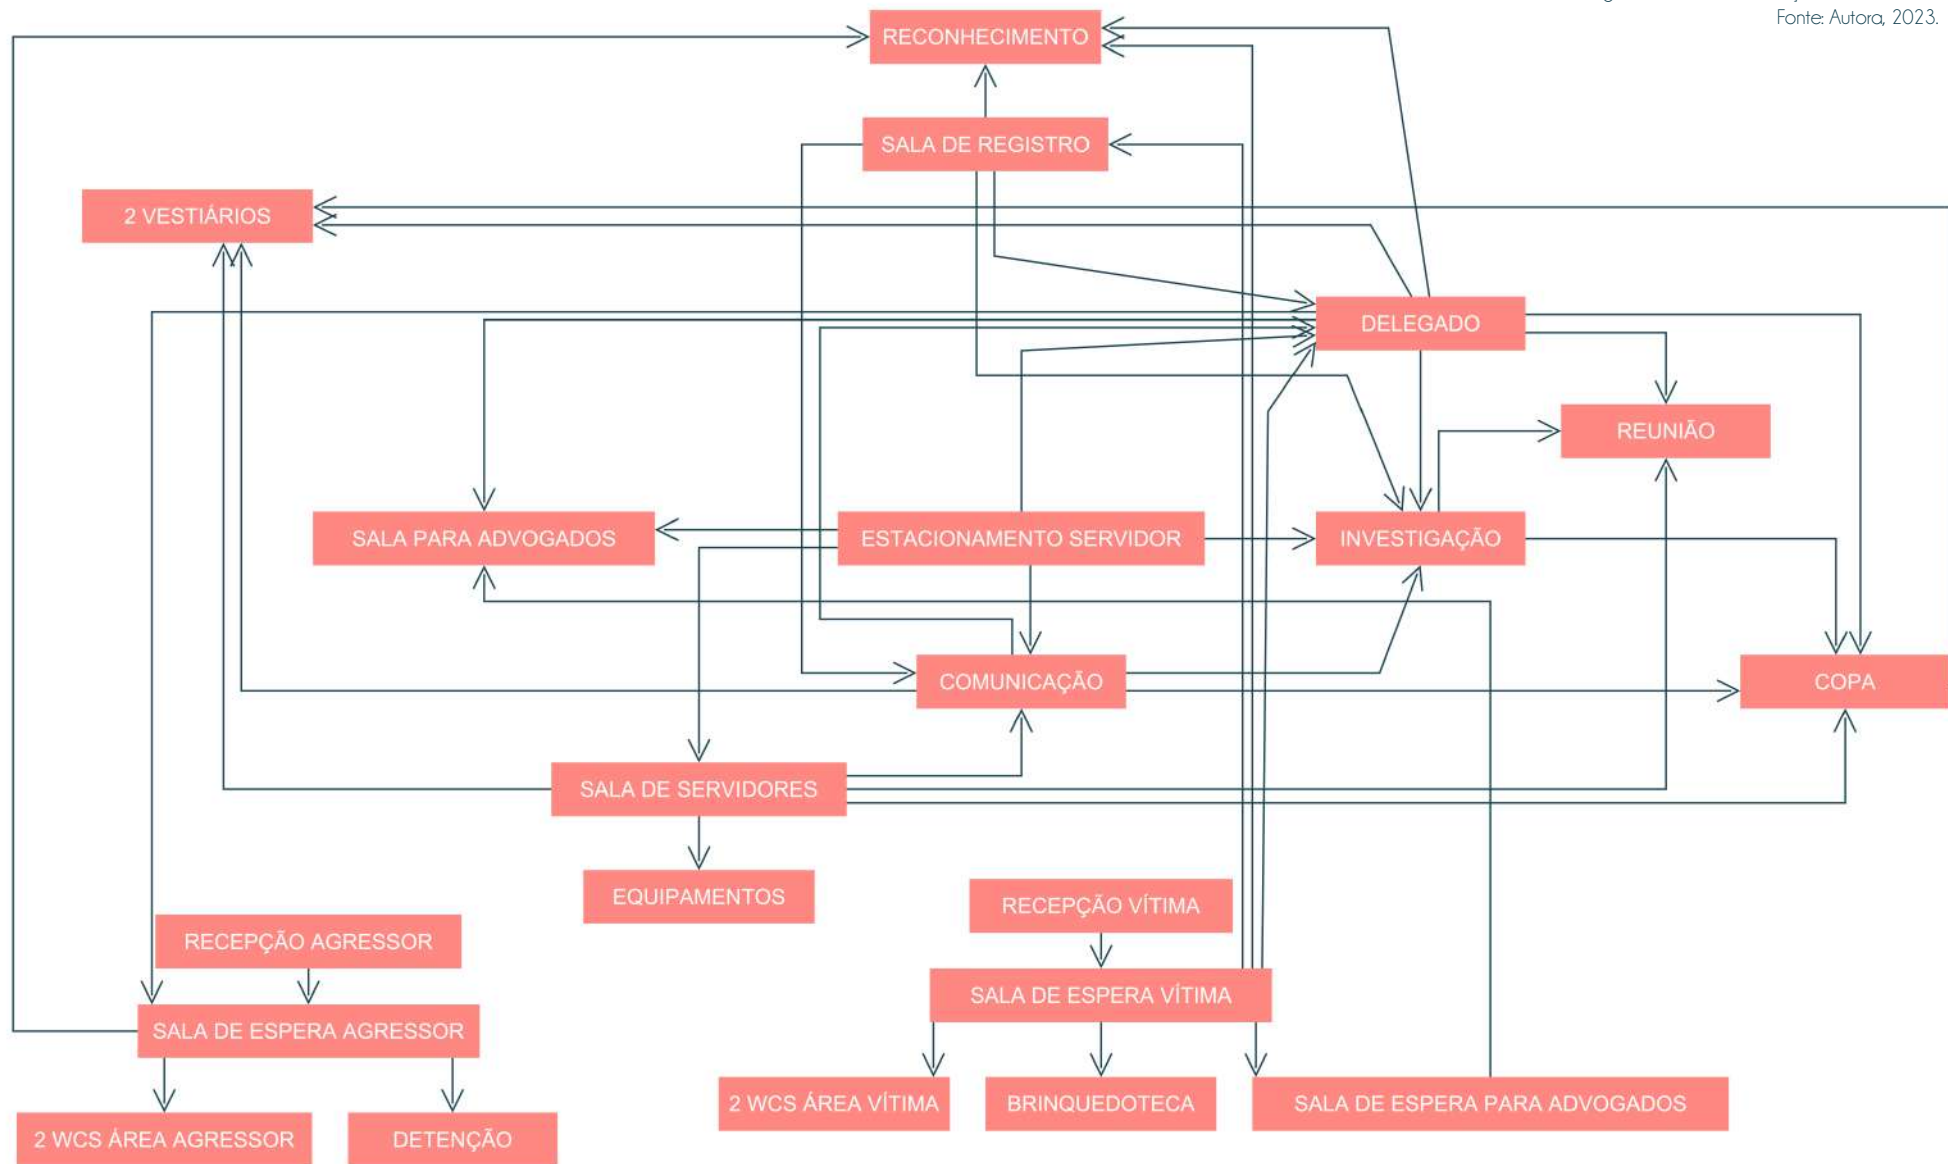 Fonte: Autora, 2023.
RECONHECIMENTO
SALA DE REGISTRO
2 VESTIÁRIOS
DELEGADO
REUNIÃO
SALA PARA ADVOGADOS
ESTACIONAMENTO SERVIDOR
INVESTIGAÇÃO
COMUNICAÇÃO
COPA
SALA DE SERVIDORES
EQUIPAMENTOS
RECEPÇÃO VÍTIMA
RECEPÇÃO AGRESSOR
SALA DE ESPERA VÍTIMA
SALA DE ESPERA AGRESSOR
2 WCS ÁREA VÍTIMA
BRINQUEDOTECA
SALA DE ESPERA PARA ADVOGADOS
2 WCS ÁREA AGRESSOR
DETENÇÃO